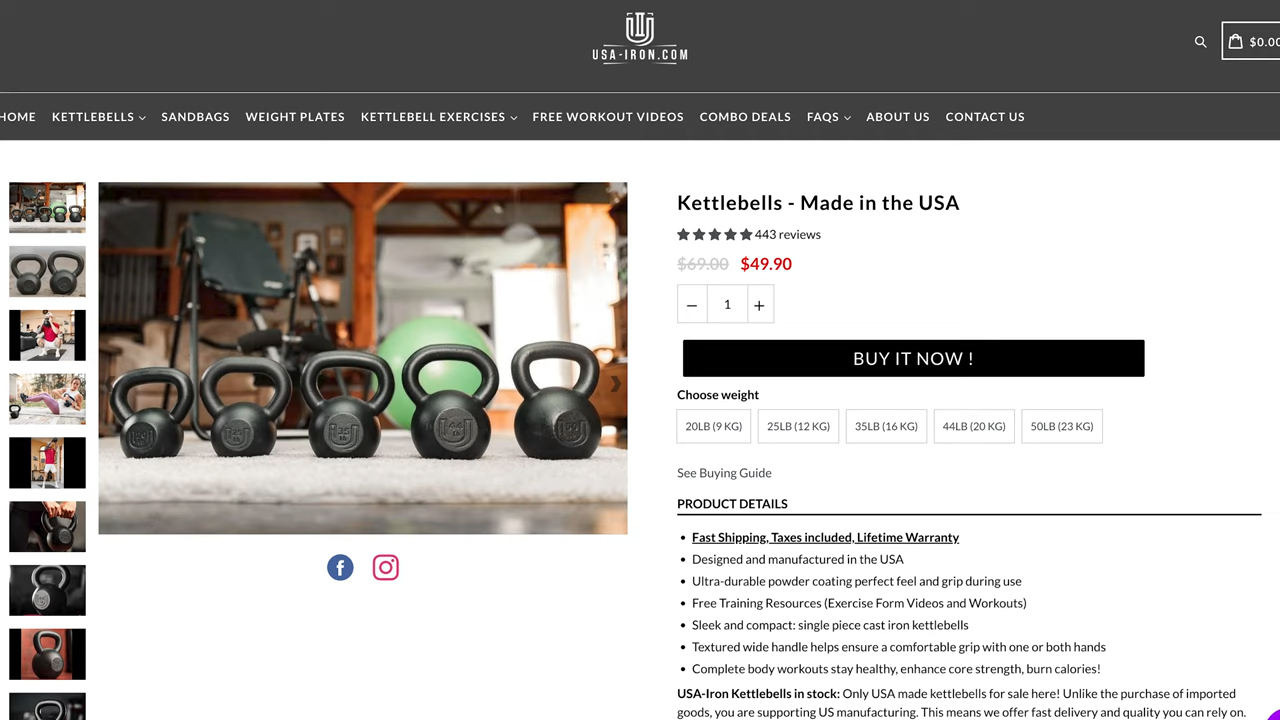 USA-IRON.COM
$0.00
HOME KETTLEBELLS SANDBAGS WEIGHT PLATES KETTLEBELL EXERCISES FREE WORKOUT VIDEOS COMBO DEALS FAQS ABOUT US CONTACT US
Kettlebells - Made in the USA
443 reviews
$69.00 $49.90
− 1 +
BUY IT NOW !
Choose weight
20LB (9 KG) 25LB (12 KG) 35LB (16 KG) 44LB (20 KG) 50LB (23 KG)
See Buying Guide
PRODUCT DETAILS
• Fast Shipping, Taxes included, Lifetime Warranty
• Designed and manufactured in the USA
• Ultra-durable powder coating perfect feel and grip during use
• Free Training Resources (Exercise Form Videos and Workouts)
• Sleek and compact: single piece cast iron kettlebells
• Textured wide handle helps ensure a comfortable grip with one or both hands
• Complete body workouts stay healthy, enhance core strength, burn calories!
USA-Iron Kettlebells in stock: Only USA made kettlebells for sale here! Unlike the purchase of imported
goods, you are supporting US manufacturing. This means we offer fast delivery and quality you can rely on.